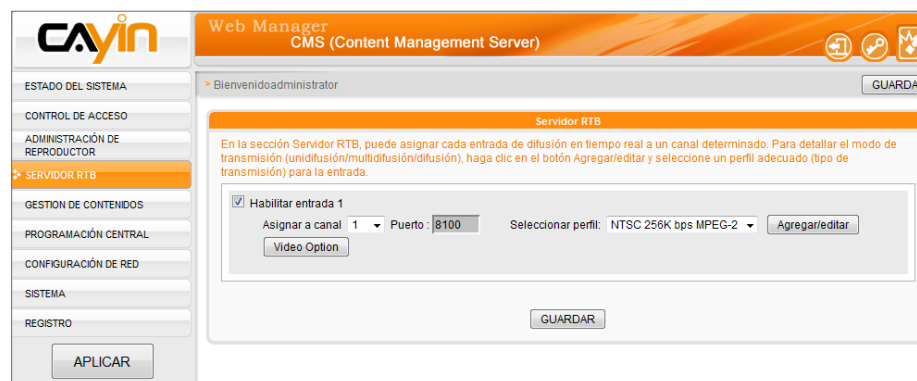 CAYIN
Web Manager
CMS (Content Management Server)
ESTADO DEL SISTEMA
CONTROL DE ACCESO
ADMINISTRACIÓN DE
REPRODUCTOR
SERVIDOR RTB
GESTION DE CONTENIDOS
PROGRAMACIÓN CENTRAL
CONFIGURACIÓN DE RED
SISTEMA
REGISTRO
APLICAR
> Bienvenidoadministrator
GUARDA
Servidor RTB
En la sección Servidor RTB, puede asignar cada entrada de difusión en tiempo real a un canal determinado. Para detallar el modo de
transmisión (unidifusión/multidifusión/difusión), haga clic en el botón Agregar/editar y seleccione un perfil adecuado (tipo de
transmisión) para la entrada.
Habilitar entrada 1
Asignar a canal 1 Puerto : 8100 Seleccionar perfil: NTSC 256K bps MPEG-2 Agregar/editar
Video Option
GUARDAR